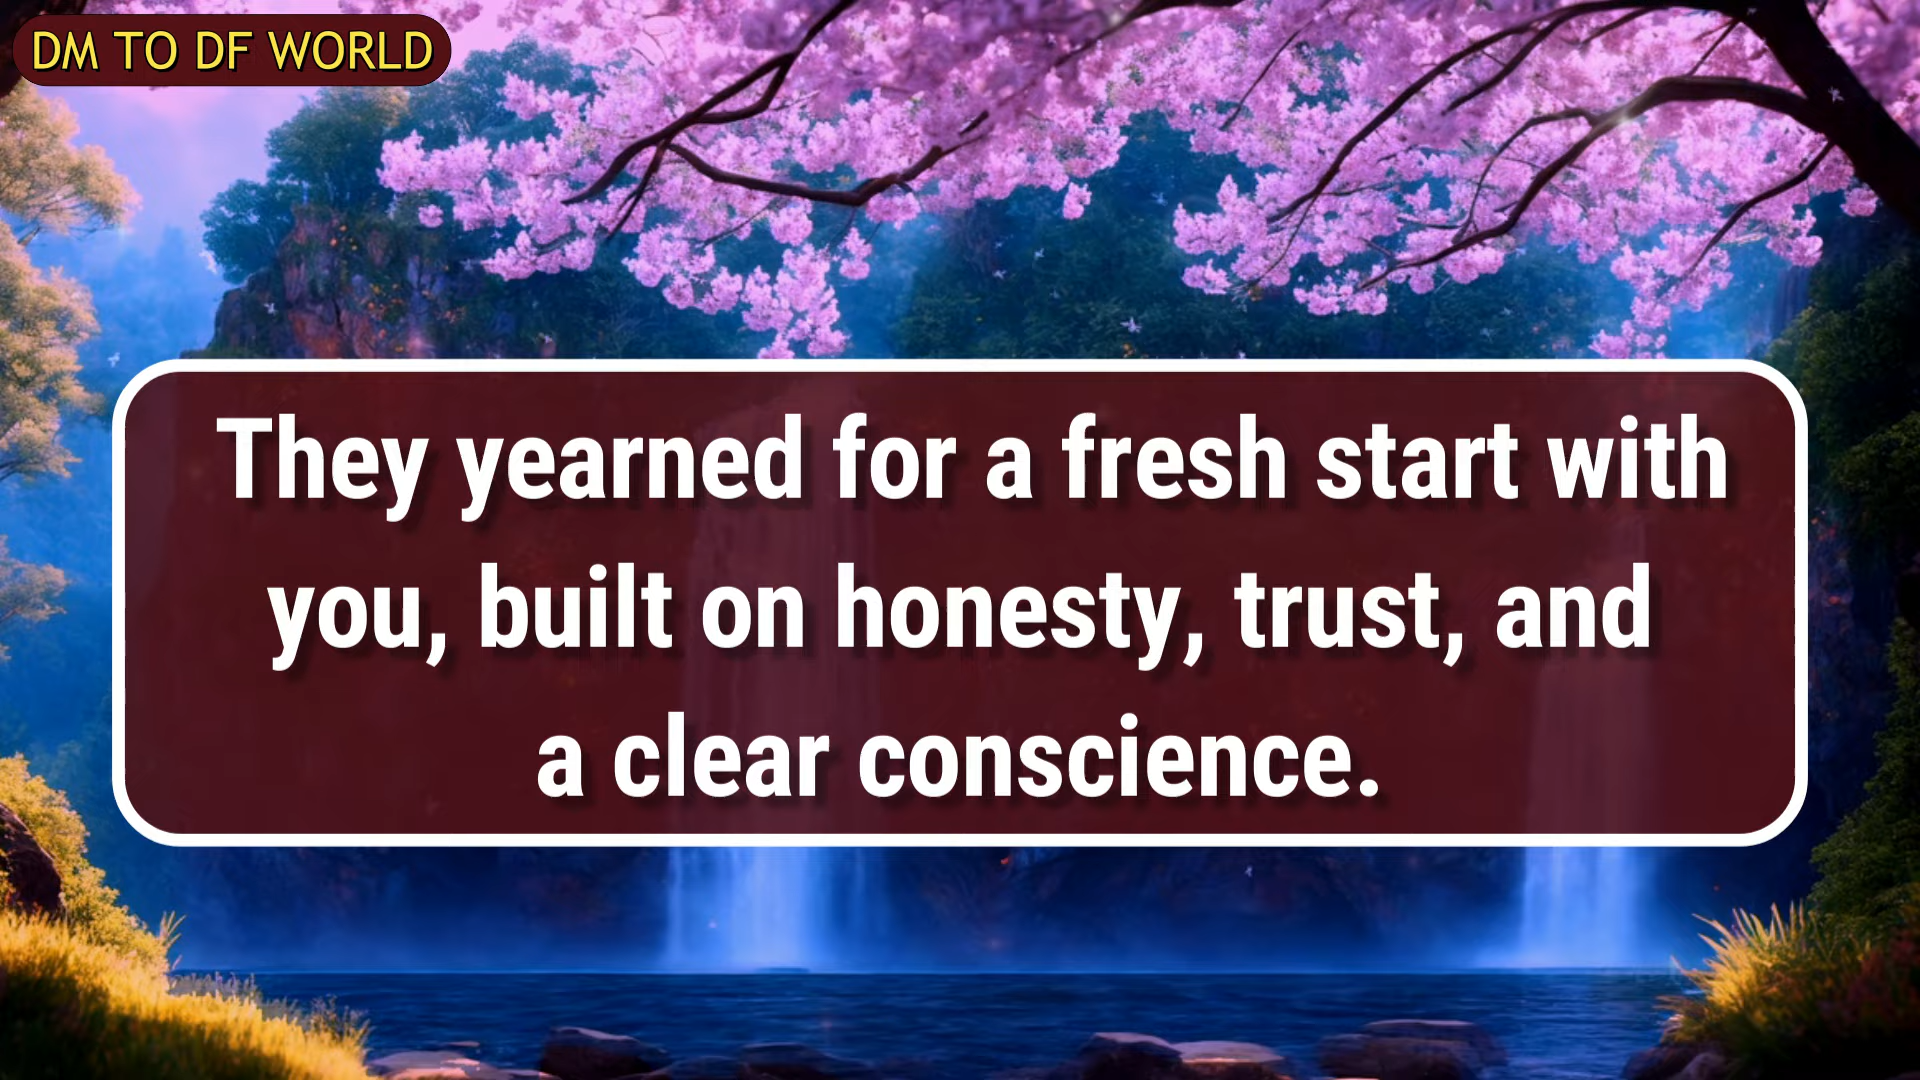 DM TO DF WORLD
They yearned for a fresh start with
you, built on honesty, trust, and
a clear conscience.